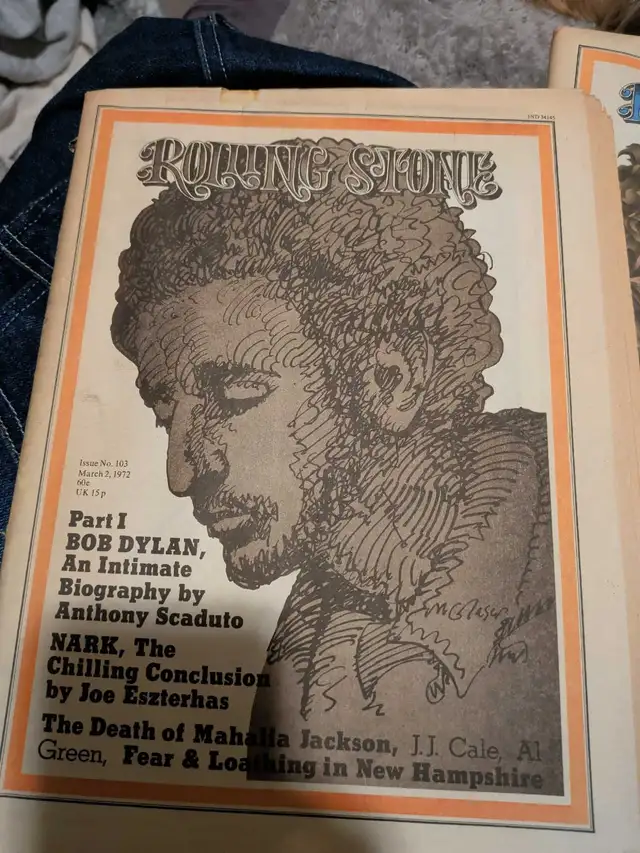 ROLLING STONE
Issue No. 103
March 2, 1972
60c
UK 15p
Part I
BOB DYLAN,
An Intimate
Biography by
Anthony Scaduto
NARK, The
Chilling Conclusion
by Joe Eszterhas
The Death of Mahalia Jackson, J.J. Cale, Al
Green, Fear & Loathing in New Hampshire